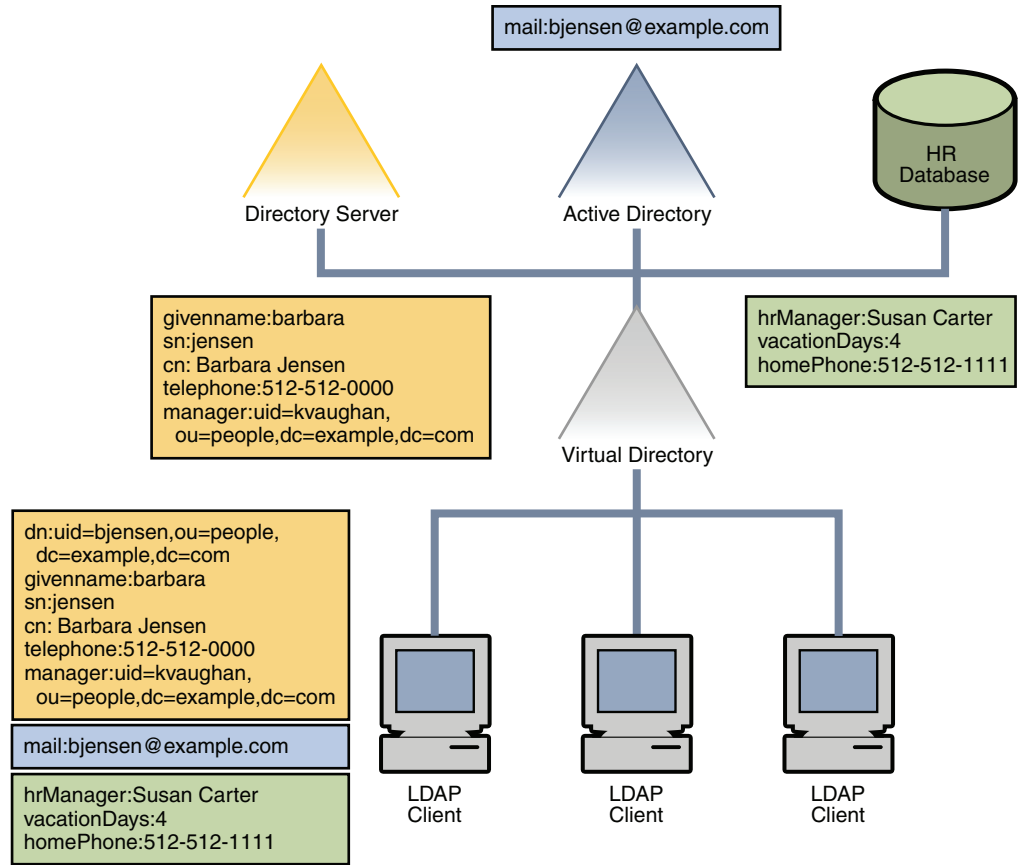 mail:bjensen@example.com
HR
Database
Directory Server
Active Directory
givenname:barbara
sn:jensen
cn: Barbara Jensen
telephone:512-512-0000
manager:uid=kvaughan,
ou=people,dc=example,dc=com
hrManager:Susan Carter
vacationDays:4
homePhone:512-512-1111
Virtual Directory
dn:uid=bjensen,ou=people,
dc=example,dc=com
givenname:barbara
sn:jensen
cn: Barbara Jensen
telephone:512-512-0000
manager:uid=kvaughan,
ou=people,dc=example,dc=com
mail:bjensen@example.com
hrManager:Susan Carter
vacationDays:4
homePhone:512-512-1111
LDAP
Client
LDAP
Client
LDAP
Client